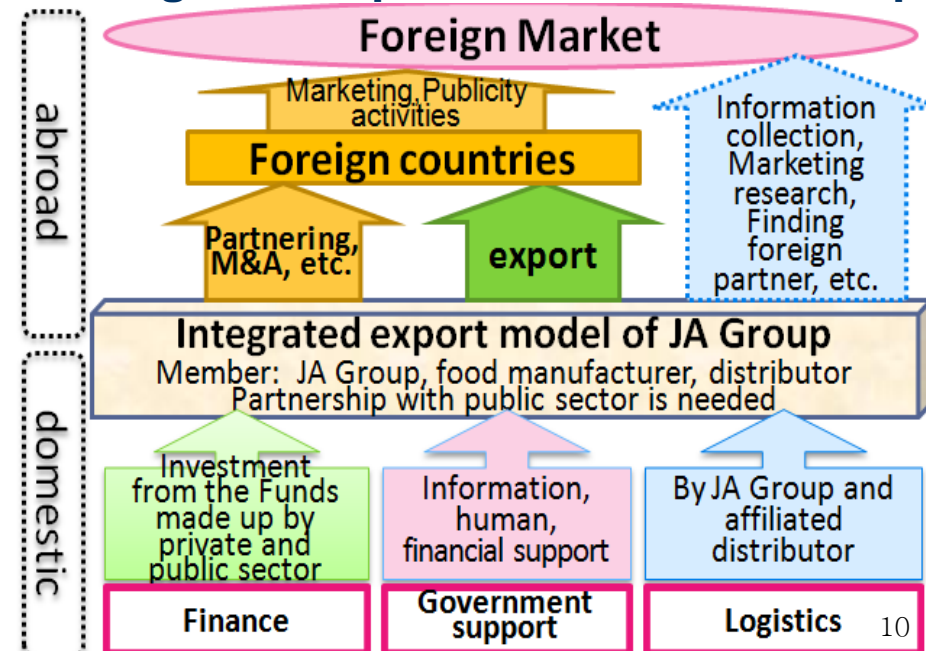 Foreign Market
abroad
Marketing,Publicity
activities
Foreign countries
Information
collection,
Marketing
research,
Finding
foreign
partner, etc.
Partnering,
M&A, etc.
export
Integrated export model of JA Group
Member: JA Group, food manufacturer, distributor
Partnership with public sector is needed
domestic
Investment
from the Funds
made up by
private and
public sector
Information,
human,
financial support
By JA Group and
affiliated
distributor
Finance
Government
support
Logistics
10